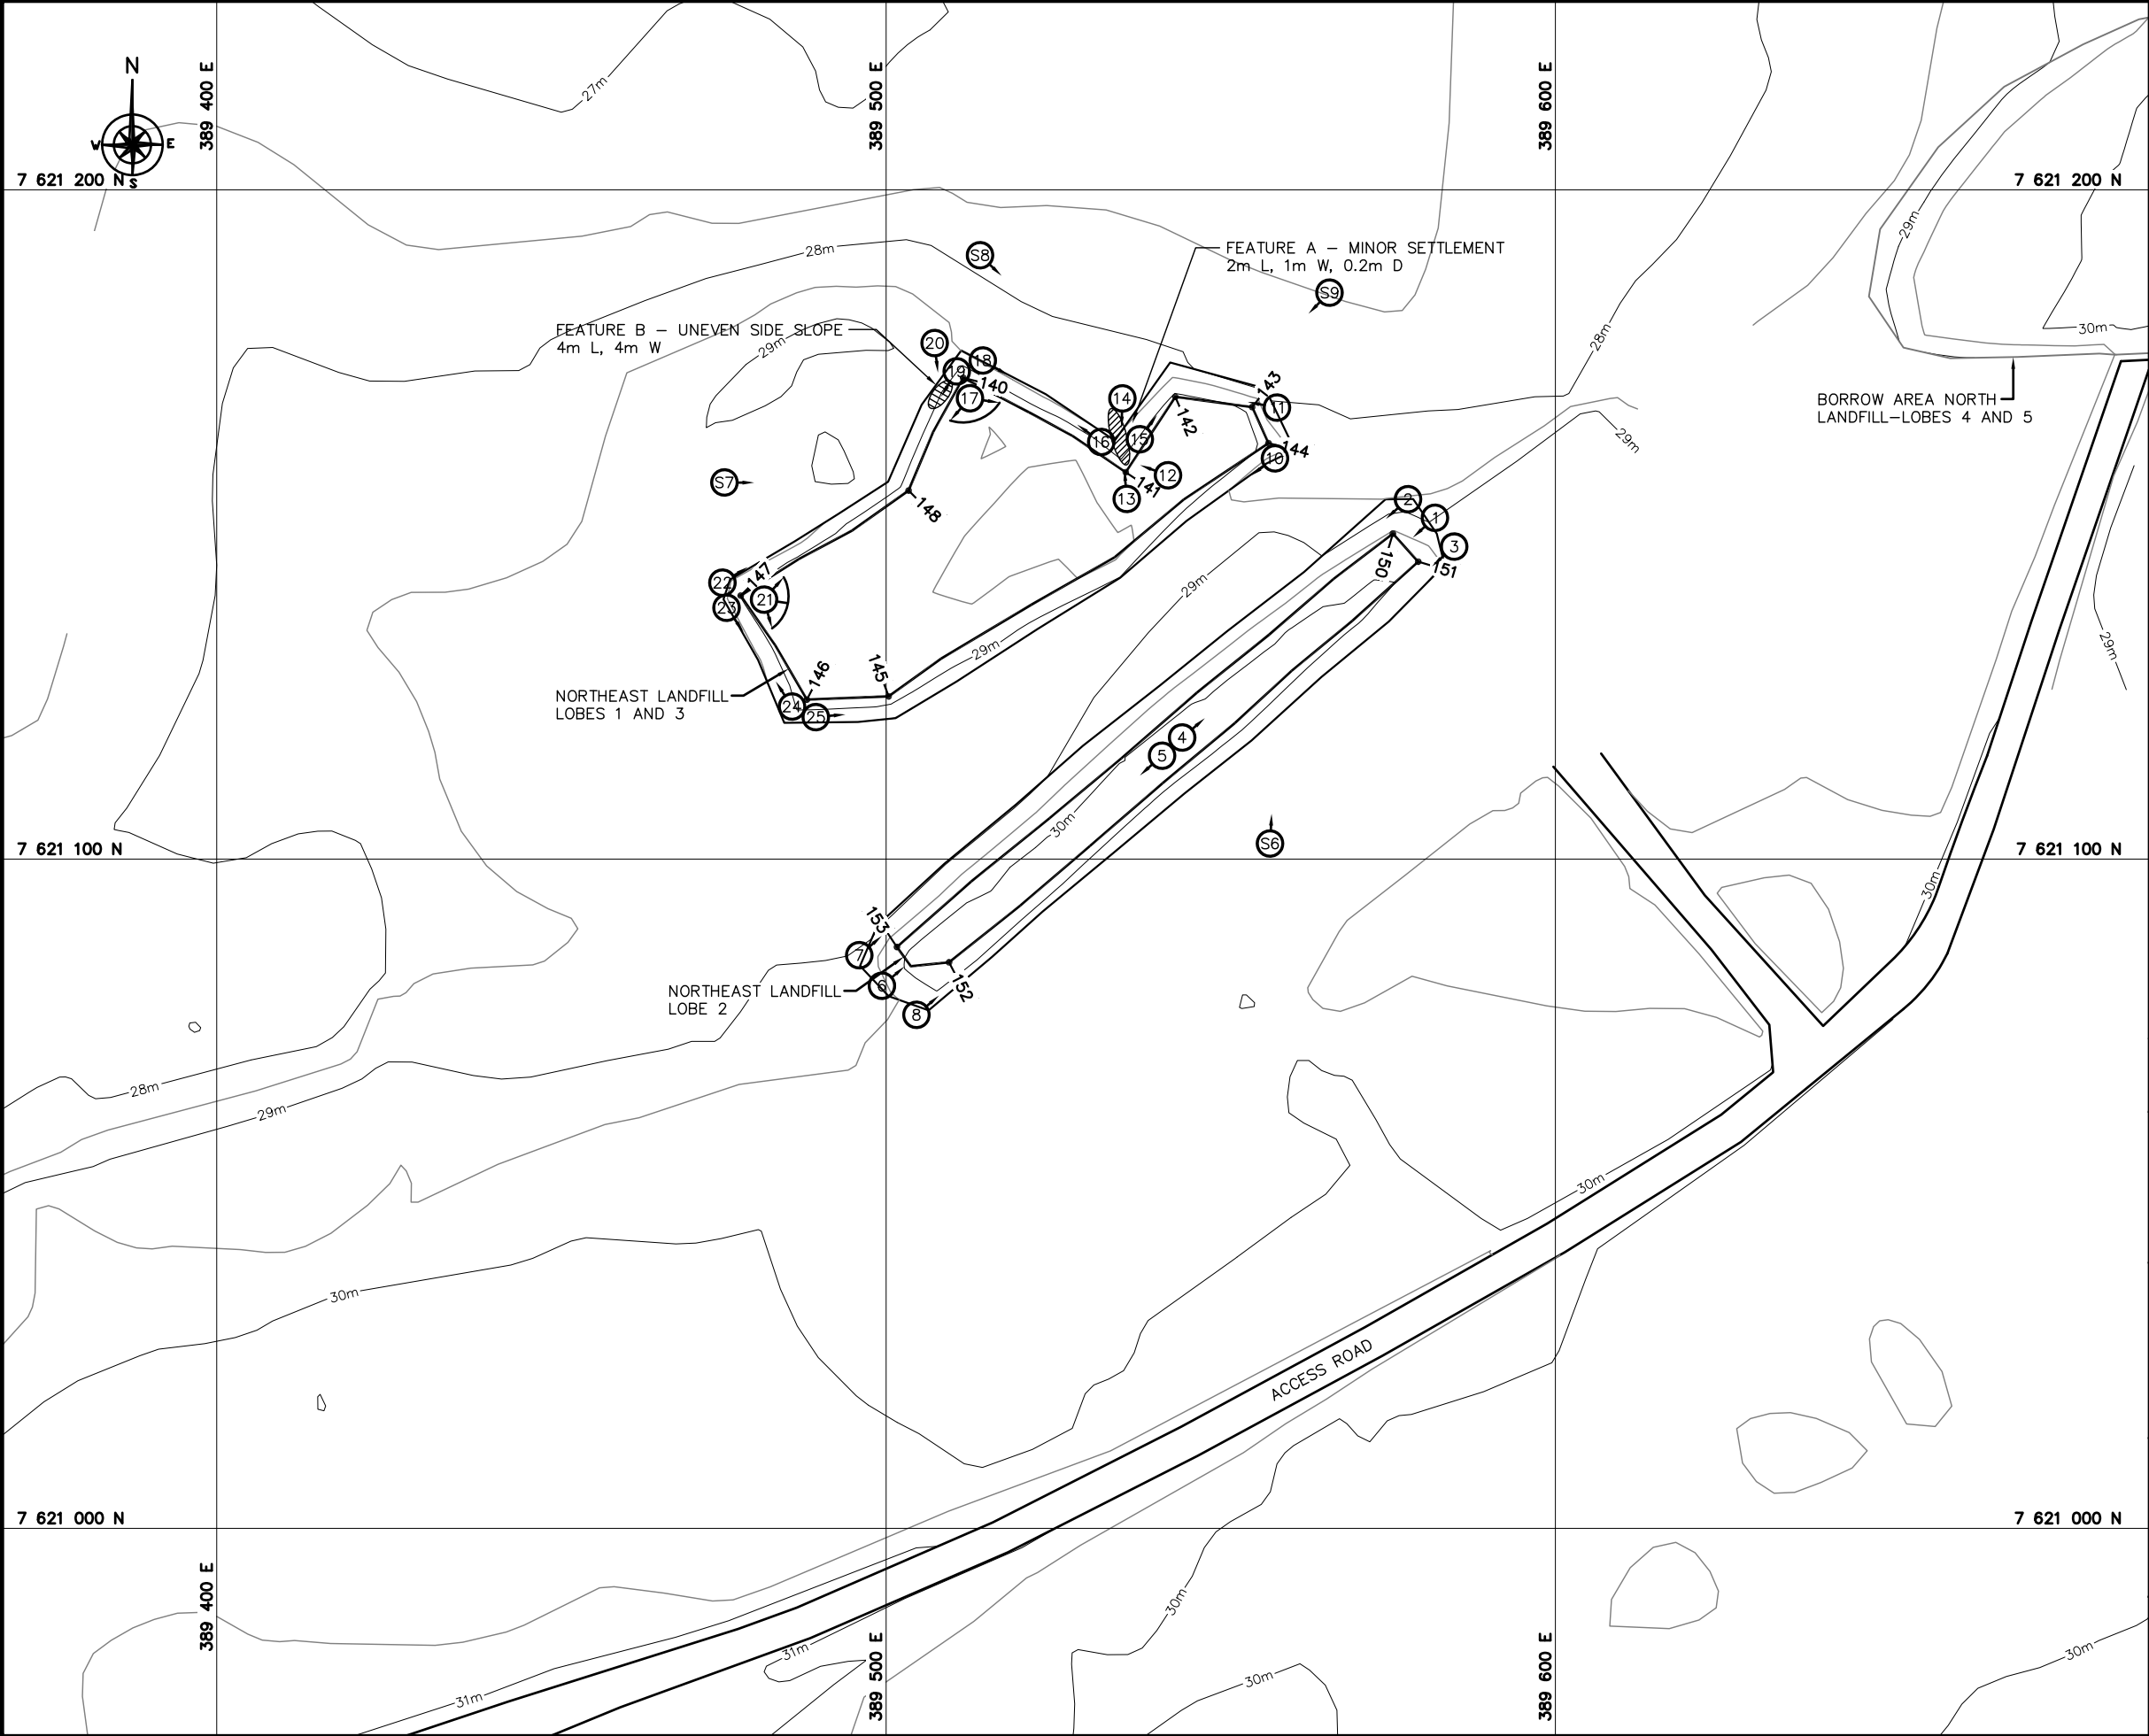 N
W E
S
389 400 E
389 500 E
389 600 E
27m
7 621 200 N
7 621 200 N
29m
28m
S8
FEATURE A – MINOR SETTLEMENT
2m L, 1m W, 0.2m D
S9
FEATURE B – UNEVEN SIDE SLOPE
4m L, 4m W
29m
20
18
19
140
17
14
143
11
142
15
16
144
10
12
141
13
28m
30m
BORROW AREA NORTH
LANDFILL–LOBES 4 AND 5
29m
S7
148
2
1
3
150
151
22
147
23
21
29m
29m
145
146
NORTHEAST LANDFILL
LOBES 1 AND 3
24
25
29m
4
5
30m
S6
7 621 100 N
7 621 100 N
30m
153
7
6
NORTHEAST LANDFILL
LOBE 2
152
8
28m
29m
30m
30m
ACCESS ROAD
7 621 000 N
7 621 000 N
389 400 E
389 500 E
389 600 E
30m
31m
31m
30m
30m